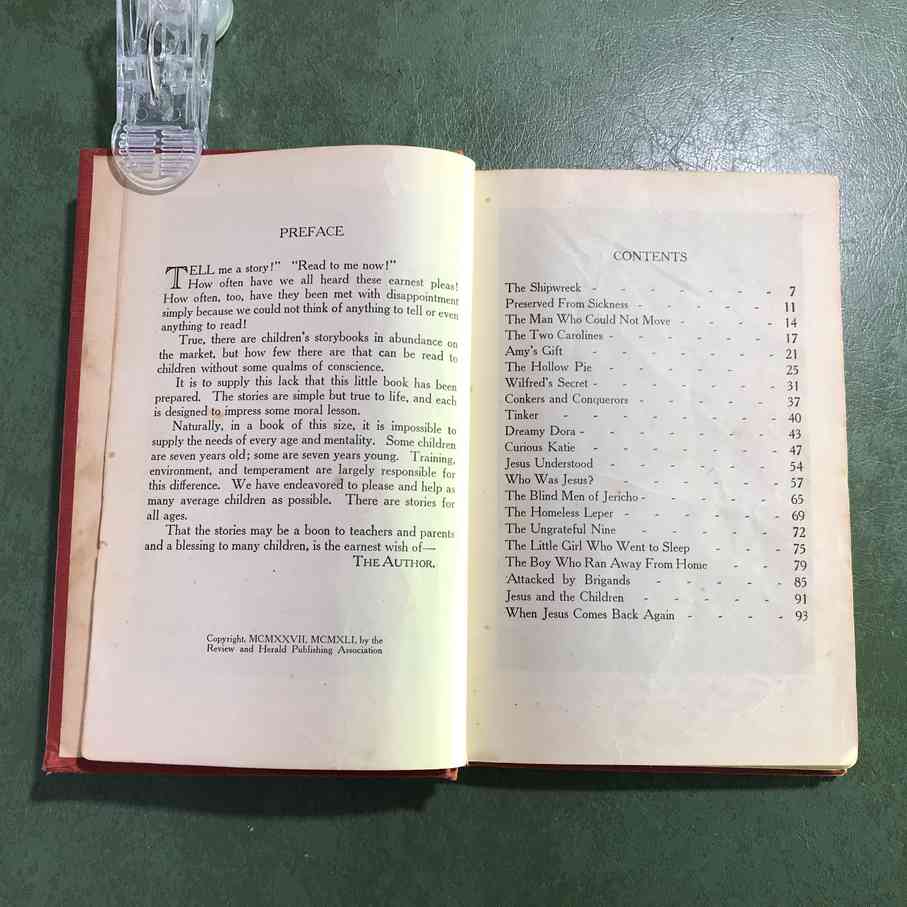 PREFACE
TELL me a story!" "Read to me now!"
How often have we all heard these earnest pleas!
How often, too, have they been met with disappointment
simply because we could not think of anything to tell or even
anything to read!
True, there are children's storybooks in abundance on
the market, but how few there are that can be read to
children without some qualms of conscience.
It is to supply this lack that this little book has been
prepared. The stories are simple but true to life, and each
is designed to impress some moral lesson.
Naturally, in a book of this size, it is impossible to
supply the needs of every age and mentality. Some children
are seven years old; some are seven years young. Training,
environment, and temperament are largely responsible for
this difference. We have endeavored to please and help as
many average children as possible. There are stories for
all ages.
That the stories may be a boon to teachers and parents
and a blessing to many children, is the earnest wish of—
THE AUTHOR.
Copyright, MCMXXVII, MCMXLI, by the
Review and Herald Publishing Association
CONTENTS
The Shipwreck - - - - - - - 7
Preserved From Sickness - - - - - - 11
The Man Who Could Not Move - - - - - 14
The Two Carolines - - - - - - - 17
Amy's Gift - - - - - - - 21
The Hollow Pie - - - - - - - 25
Wilfred's Secret - - - - - - - 31
Conkers and Conquerors - - - - - - 37
Tinker - - - - - - - - 40
Dreamy Dora - - - - - - - - 43
Curious Katie - - - - - - - 47
Jesus Understood - - - - - - - 54
Who Was Jesus? - - - - - - - 57
The Blind Men of Jericho - - - - - - 65
The Homeless Leper - - - - - - 69
The Ungrateful Nine - - - - - - 72
The Little Girl Who Went to Sleep - - - - 75
The Boy Who Ran Away From Home - - - - 79
Attacked by Brigands - - - - - - 85
Jesus and the Children - - - - - - 91
When Jesus Comes Back Again - - - - - 93